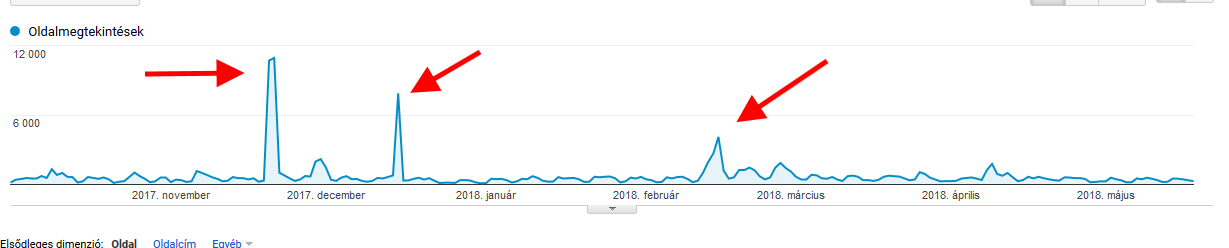 Oldalmegtekintések
12 000
6 000
2017. november 2017. december 2018. január 2018. február 2018. március 2018. április 2018. május
Elsődleges dimenzió: Oldal Oldalcím Egyéb